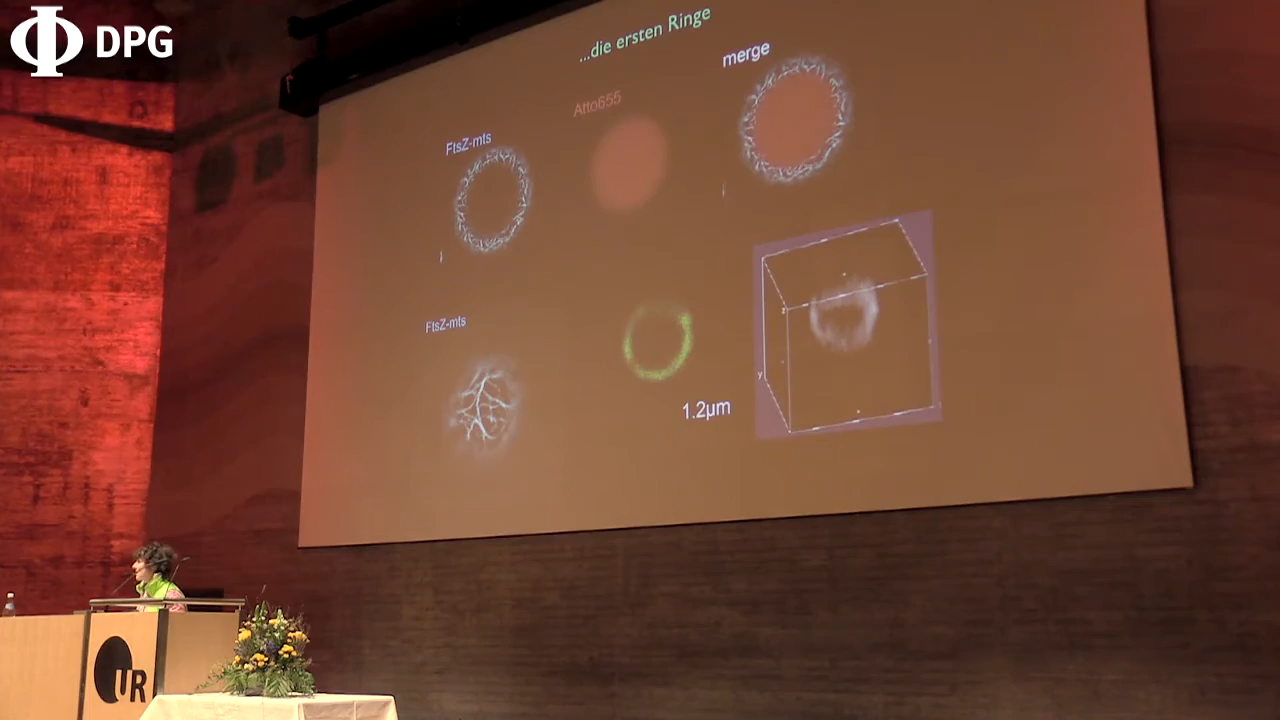 DPG
...die ersten Ringe
merge
Atto655
FtsZ-mts
FtsZ-mts
1.2µm
z
y
UR